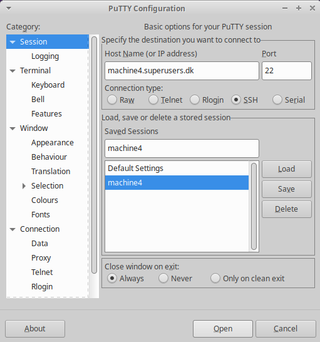 PuTTY Configuration
Category:
Session
Logging
Terminal
Keyboard
Bell
Features
Window
Appearance
Behaviour
Translation
Selection
Colours
Fonts
Connection
Data
Proxy
Telnet
Rlogin
Basic options for your PuTTY session
Specify the destination you want to connect to
Host Name (or IP address) Port
machine4.superusers.dk 22
Connection type:
Raw Telnet Rlogin SSH Serial
Load, save or delete a stored session
Saved Sessions
machine4
Default Settings Load
machine4 Save
Delete
Close window on exit:
Always Never Only on clean exit
About Open Cancel